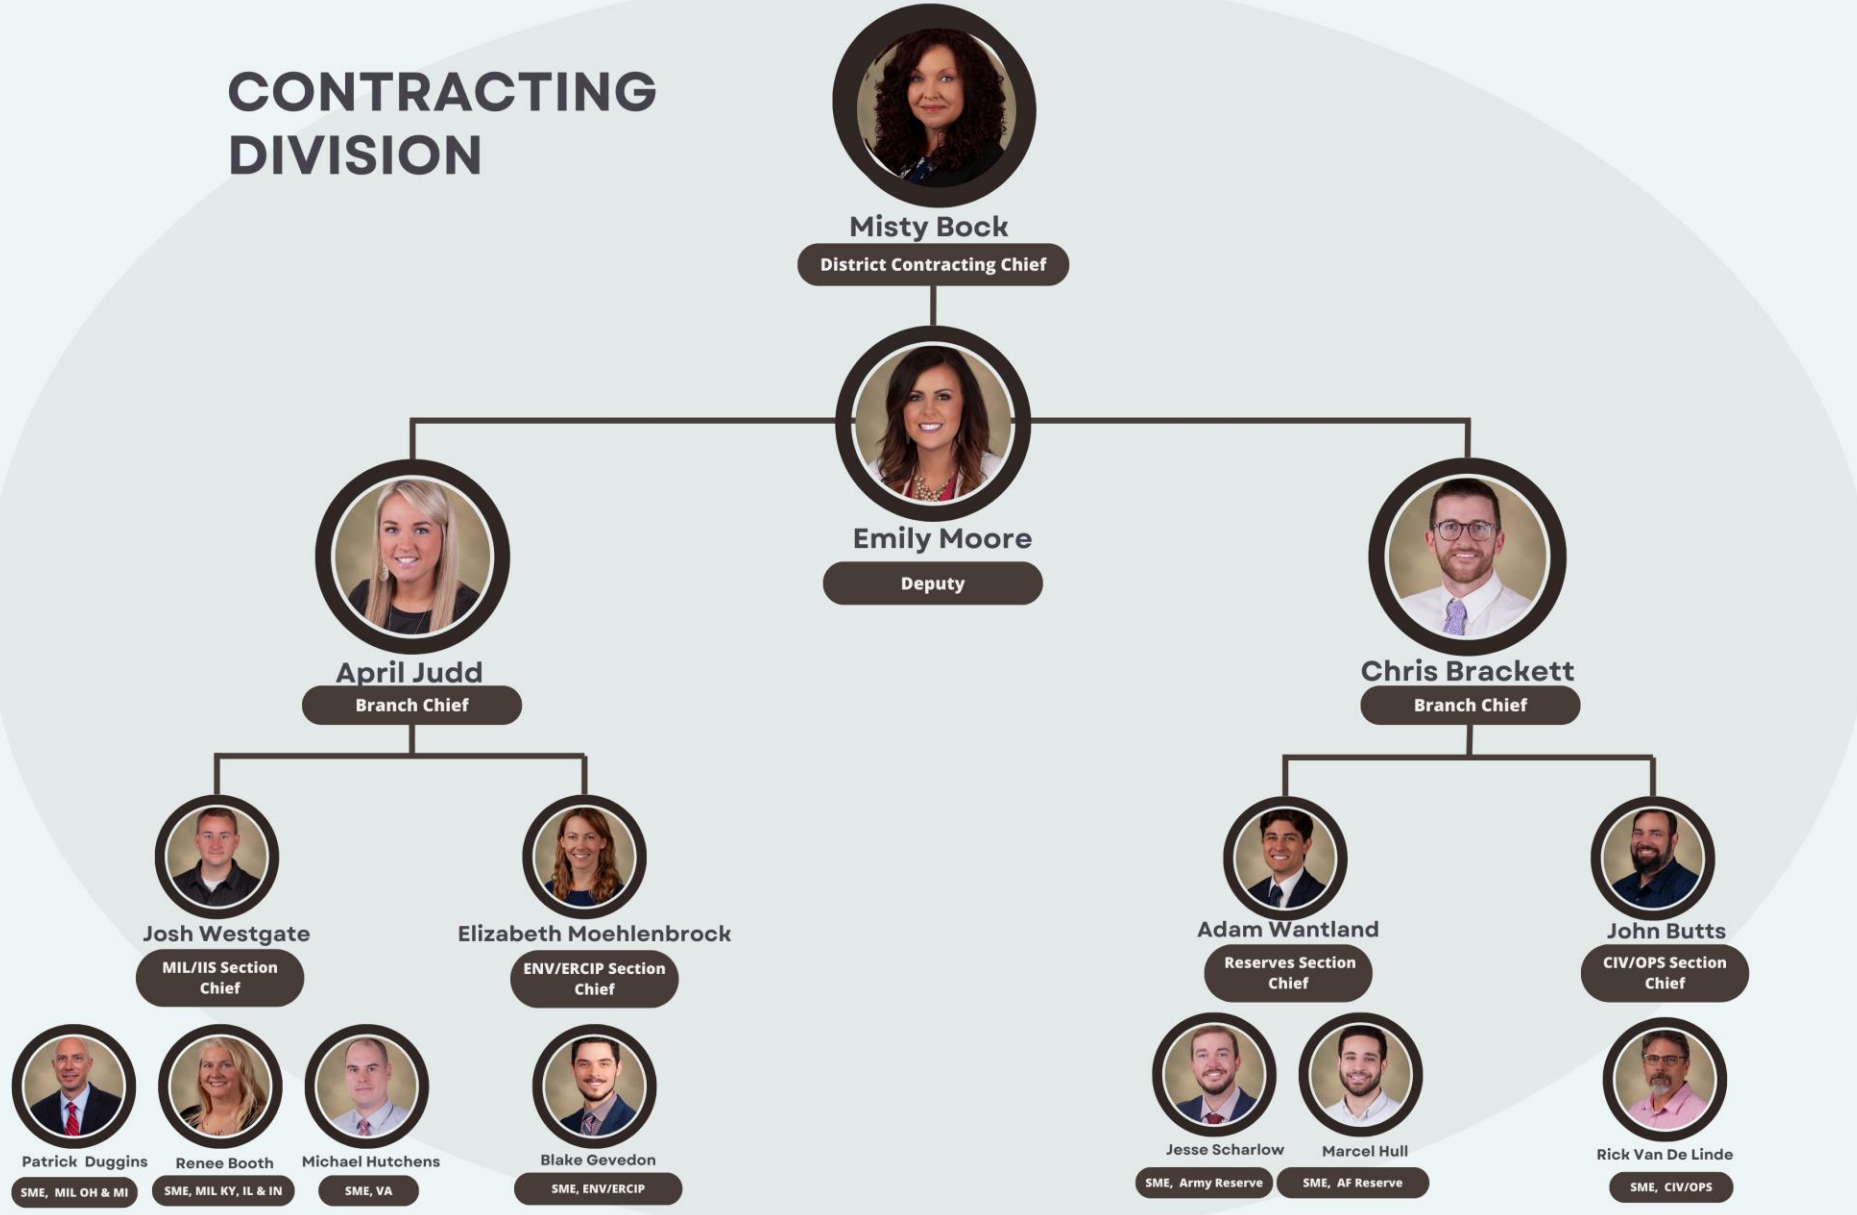 CONTRACTING
DIVISION
Misty Bock
District Contracting Chief
Emily Moore
Deputy
April Judd
Branch Chief
Chris Brackett
Branch Chief
Josh Westgate
MIL/IIS Section
Chief
Elizabeth Moehlenbrock
ENV/ERCIP Section
Chief
Adam Wantland
Reserves Section
Chief
John Butts
CIV/OPS Section
Chief
Patrick Duggins
SME, MIL OH & MI
Renee Booth
SME, MIL KY, IL & IN
Michael Hutchens
SME, VA
Blake Gevedon
SME, ENV/ERCIP
Jesse Scharlow
SME, Army Reserve
Marcel Hull
SME, AF Reserve
Rick Van De Linde
SME, CIV/OPS